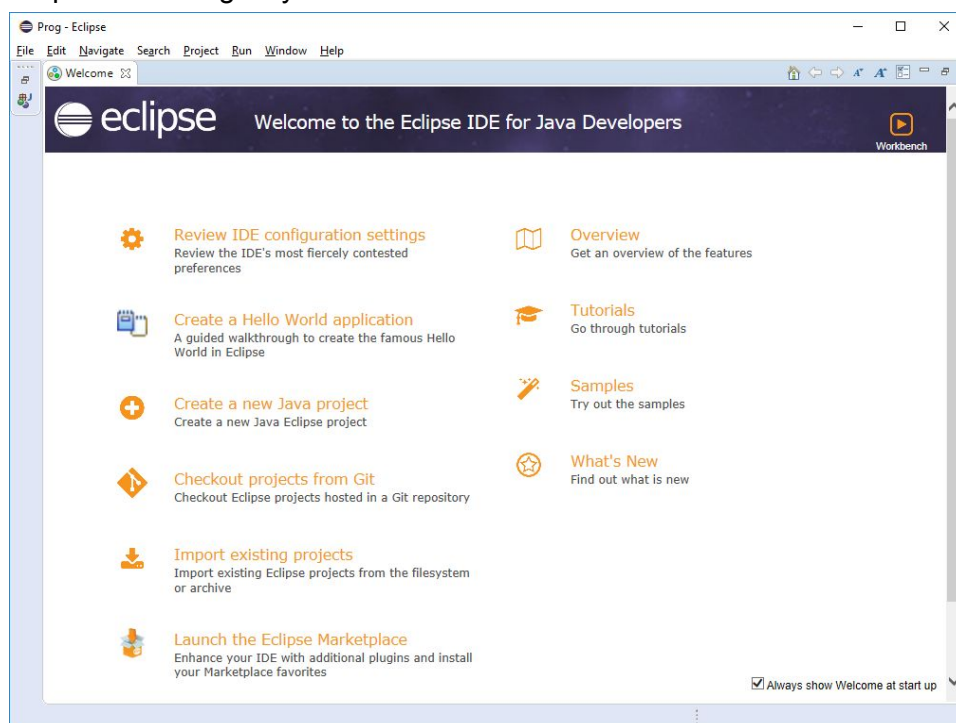 Prog - Eclipse
File Edit Navigate Search Project Run Window Help
Welcome
eclipse Welcome to the Eclipse IDE for Java Developers
Workbench
Review IDE configuration settings
Review the IDE's most fiercely contested
preferences
Create a Hello World application
A guided walkthrough to create the famous Hello
World in Eclipse
Create a new Java project
Create a new Java Eclipse project
Checkout projects from Git
Checkout Eclipse projects hosted in a Git repository
Import existing projects
Import existing Eclipse projects from the filesystem
or archive
Launch the Eclipse Marketplace
Enhance your IDE with additional plugins and install
your Marketplace favorites
Overview
Get an overview of the features
Tutorials
Go through tutorials
Samples
Try out the samples
What's New
Find out what is new
Always show Welcome at start up